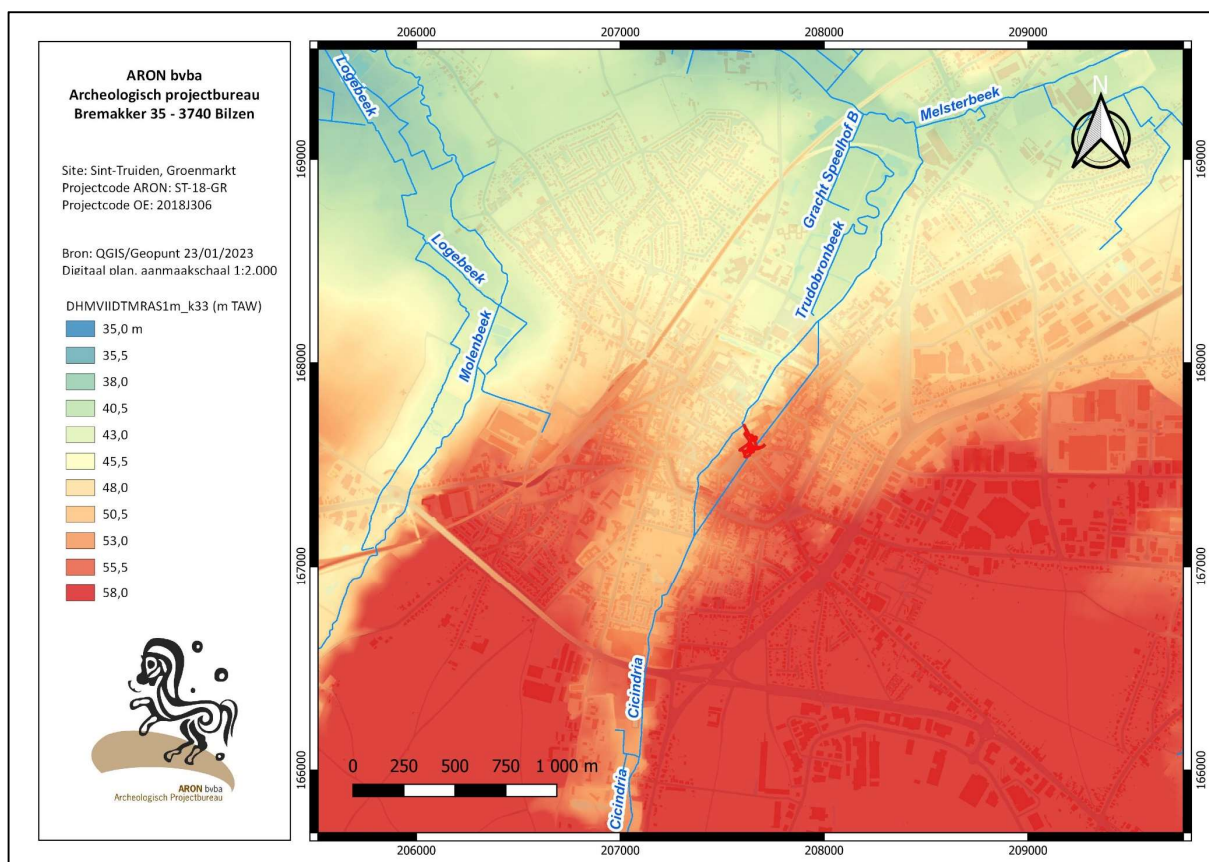 ARON bvba
Archeologisch projectbureau
Bremakker 35 - 3740 Bilzen
Site: Sint-Truiden, Groenmarkt
Projectcode ARON: ST-18-GR
Projectcode OE: 2018J306
Bron: QGIS/Geopunt 23/01/2023
Digitaal plan, aanmaakschaal 1:2.000
DHMVIIDTMRAS1m_k33 (m TAW)
35,0 m
35,5
38,0
40,5
43,0
45,5
48,0
50,5
53,0
55,5
58,0
ARON bvba
Archeologisch Projectbureau
206000 207000 208000 209000
169000 169000
168000 168000
167000 167000
166000 166000
Logebeek
Gracht Speelhof B
Melsterbeek
N
Logebeek
Trudobronbeek
Molenbeek
Cicindria
0 250 500 750 1 000 m
Cicindria
206000 207000 208000 209000